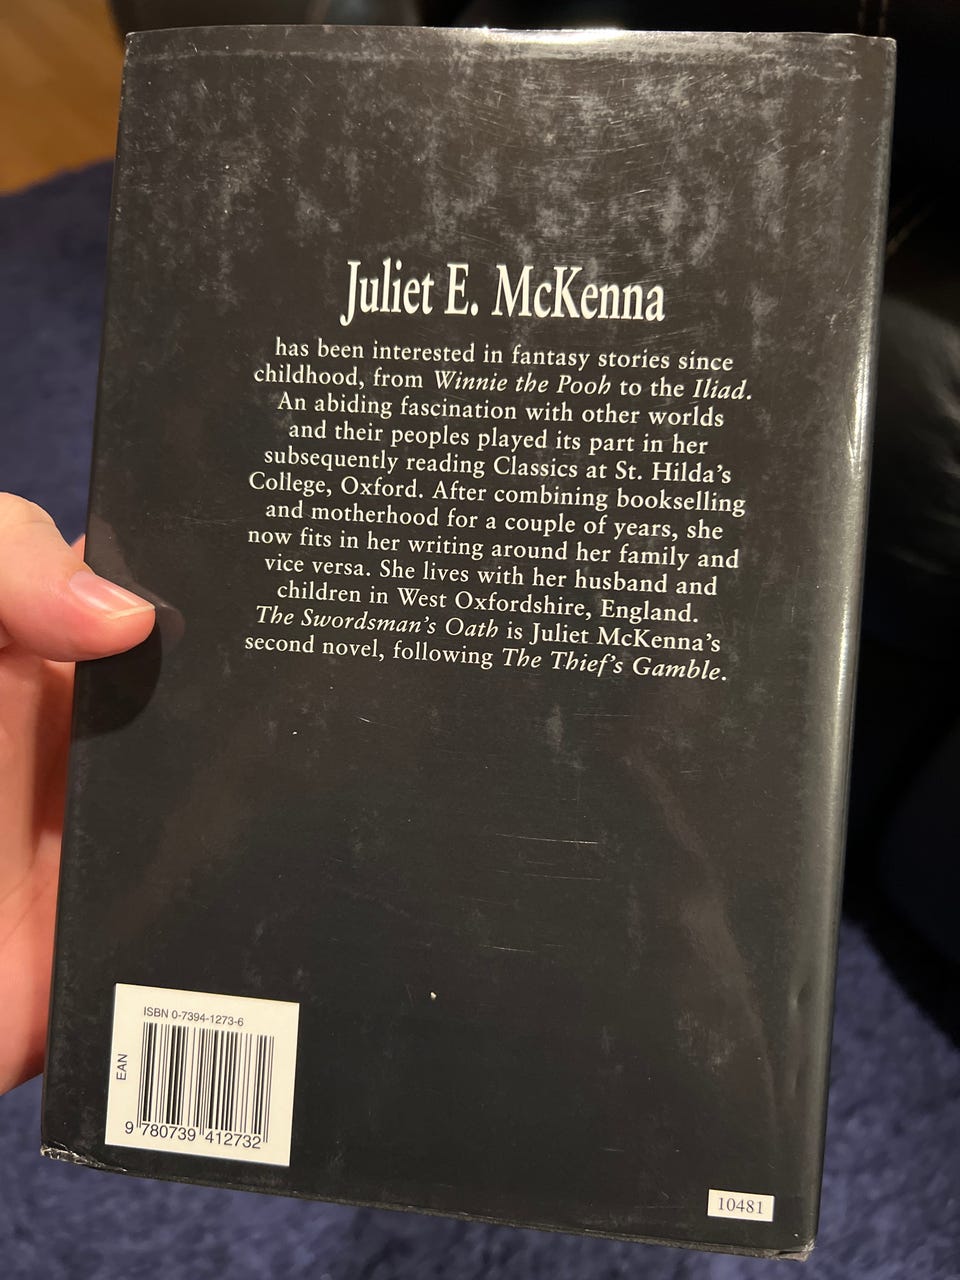 Juliet E. McKenna
has been interested in fantasy stories since
childhood, from Winnie the Pooh to the Iliad.
An abiding fascination with other worlds
and their peoples played its part in her
subsequently reading Classics at St. Hilda's
College, Oxford. After combining bookselling
and motherhood for a couple of years, she
now fits in her writing around her family and
vice versa. She lives with her husband and
children in West Oxfordshire, England.
The Swordsman's Oath is Juliet McKenna's
second novel, following The Thief's Gamble.
ISBN 0-7394-1273-6
EAN
9 780739 412732
10481